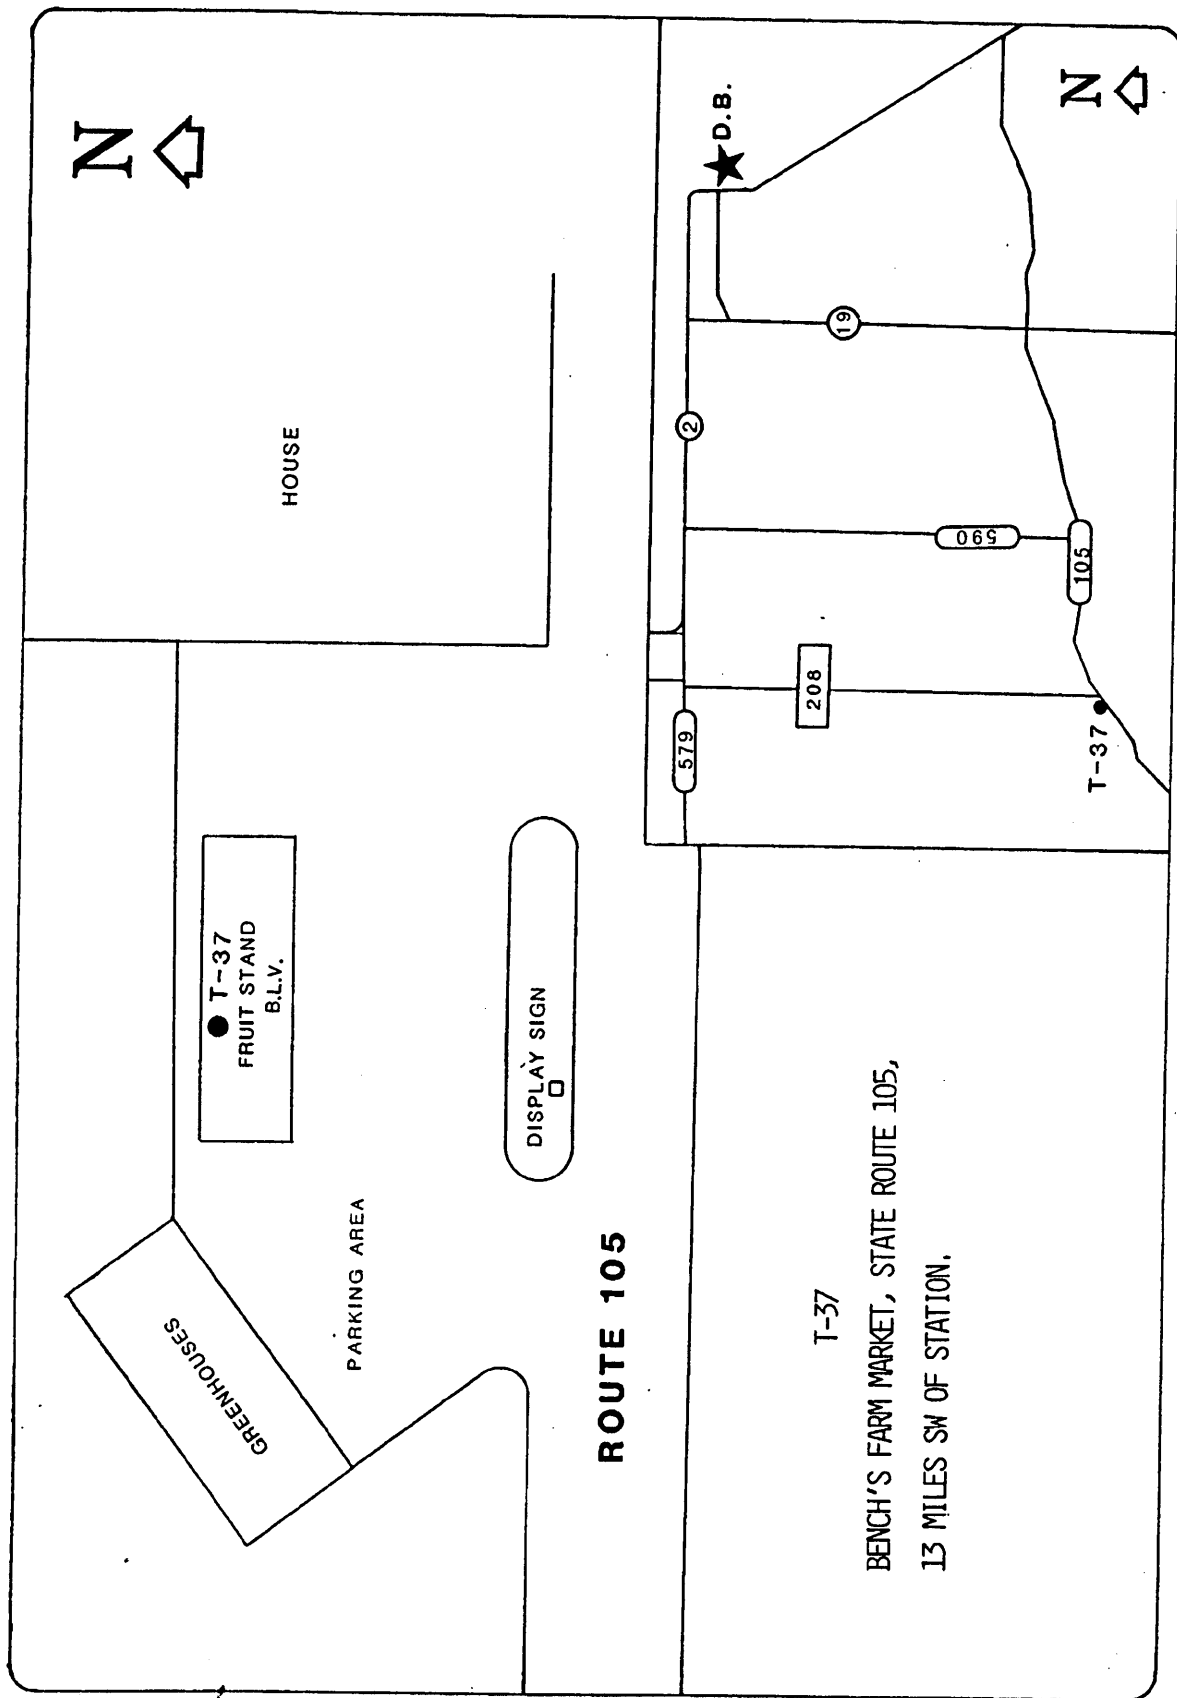 N
HOUSE
T-37
FRUIT STAND
B.L.V.
GREENHOUSES
PARKING AREA
DISPLAY SIGN
ROUTE 105
T-37
BENCH'S FARM MARKET, STATE ROUTE 105,
13 MILES SW OF STATION.
N
D.B.
2
19
579
208
590
105
T-37